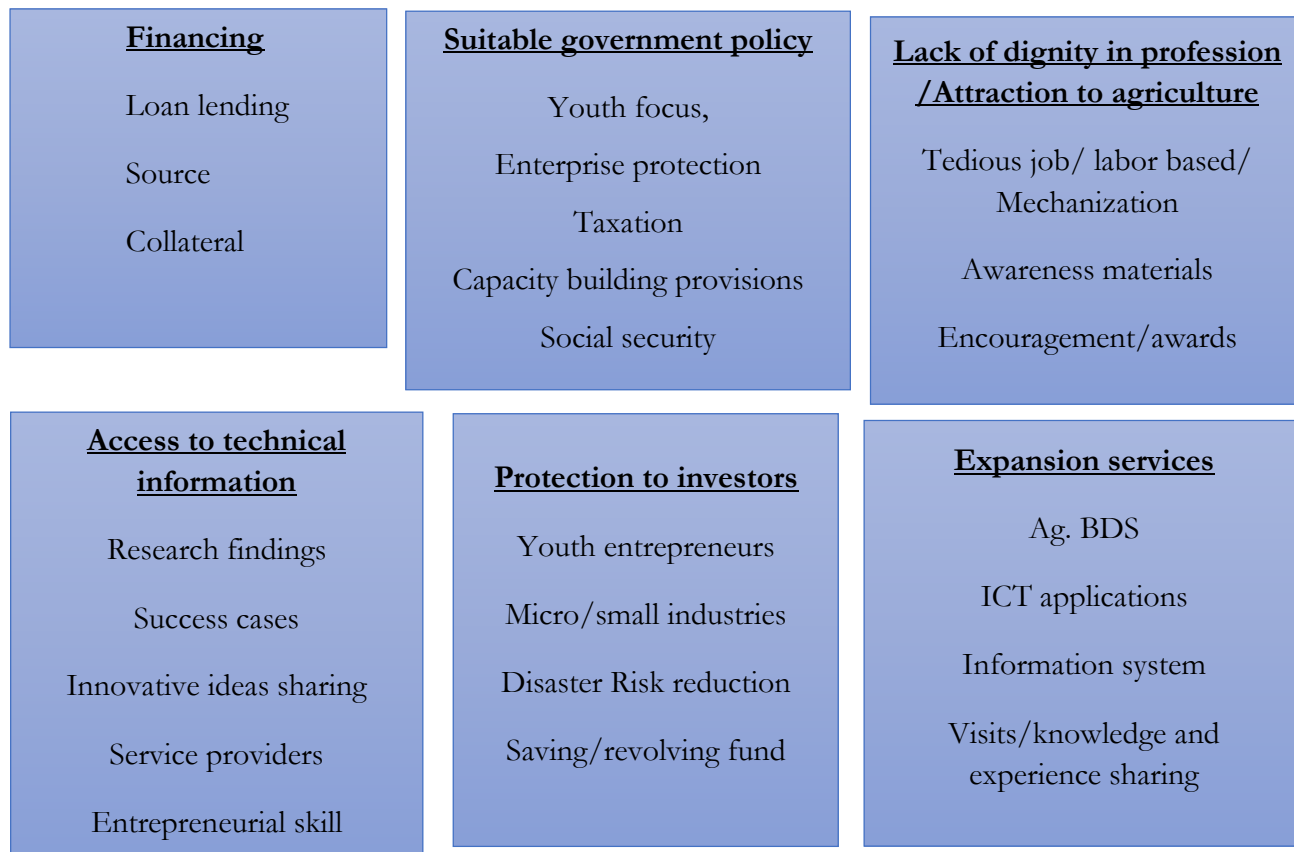 Financing
Loan lending
Source
Collateral
Suitable government policy
Youth focus,
Enterprise protection
Taxation
Capacity building provisions
Social security
Lack of dignity in profession
/Attraction to agriculture
Tedious job/ labor based/
Mechanization
Awareness materials
Encouragement/awards
Access to technical
information
Research findings
Success cases
Innovative ideas sharing
Service providers
Entrepreneurial skill
Protection to investors
Youth entrepreneurs
Micro/small industries
Disaster Risk reduction
Saving/revolving fund
Expansion services
Ag. BDS
ICT applications
Information system
Visits/knowledge and
experience sharing